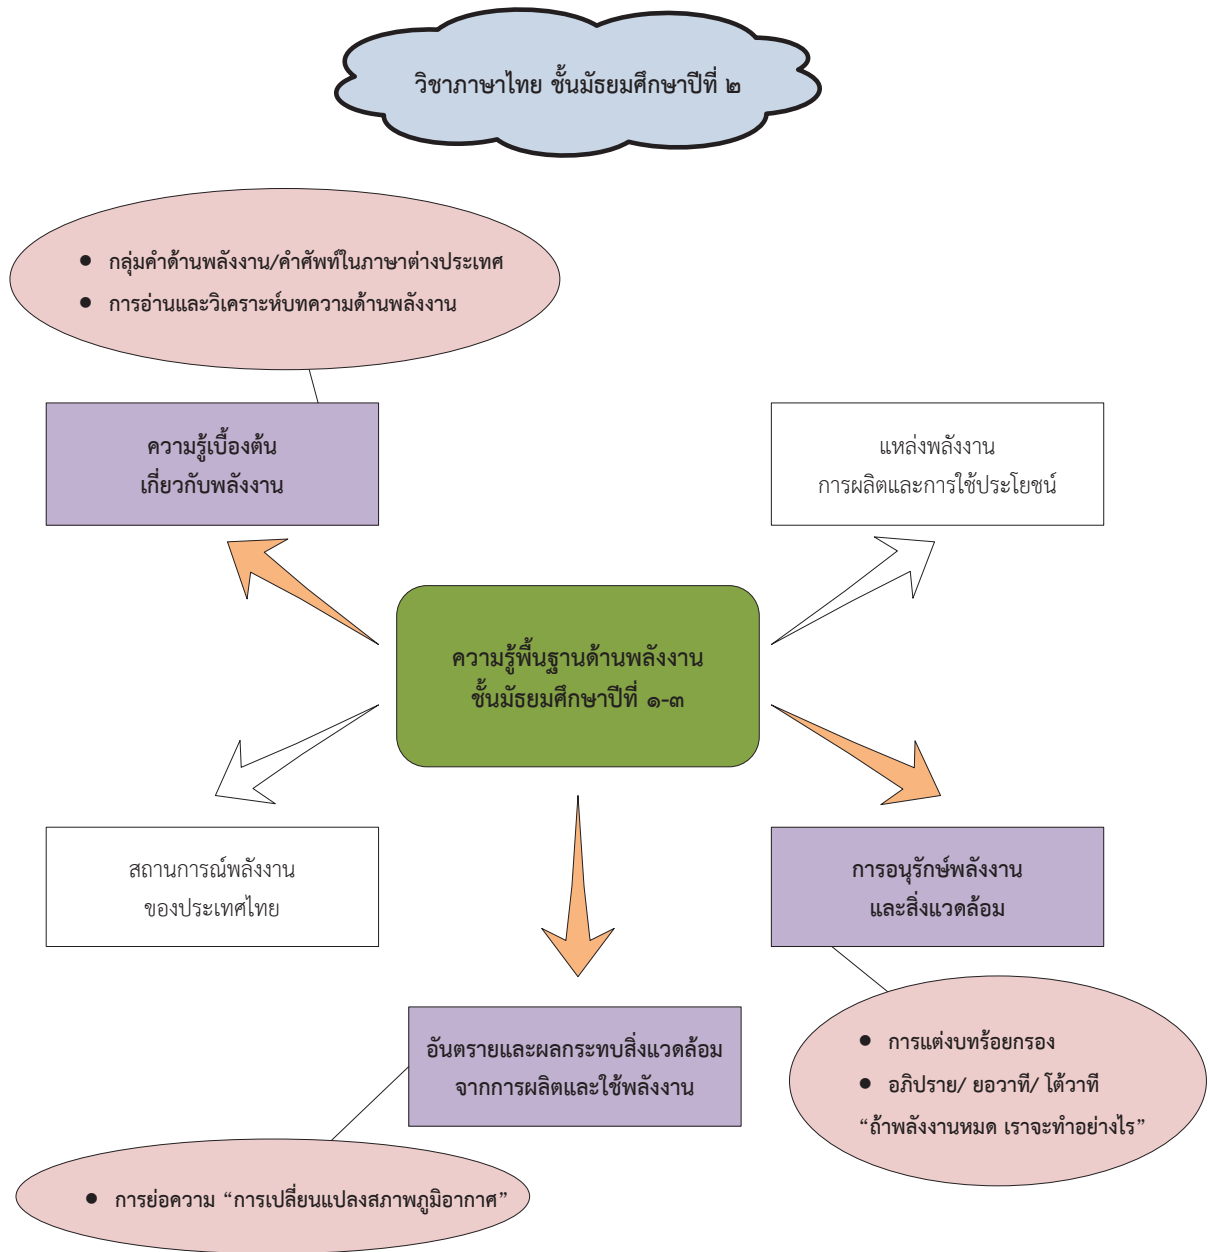 วิชาภาษาไทย ชั้นมัธยมศึกษาปีที่ ๒
● กลุ่มคำด้านพลังงาน/คำศัพท์ในภาษาต่างประเทศ
● การอ่านและวิเคราะห์บทความด้านพลังงาน
ความรู้เบื้องต้น
เกี่ยวกับพลังงาน
แหล่งพลังงาน
การผลิตและการใช้ประโยชน์
ความรู้พื้นฐานด้านพลังงาน
ชั้นมัธยมศึกษาปีที่ ๑-๓
สถานการณ์พลังงาน
ของประเทศไทย
การอนุรักษ์พลังงาน
และสิ่งแวดล้อม
อันตรายและผลกระทบสิ่งแวดล้อม
จากการผลิตและใช้พลังงาน
● การแต่งบทร้อยกรอง
● อภิปราย/ ยอวาที/ โต้วาที
“ถ้าพลังงานหมด เราจะทำอย่างไร”
● การย่อความ “การเปลี่ยนแปลงสภาพภูมิอากาศ”